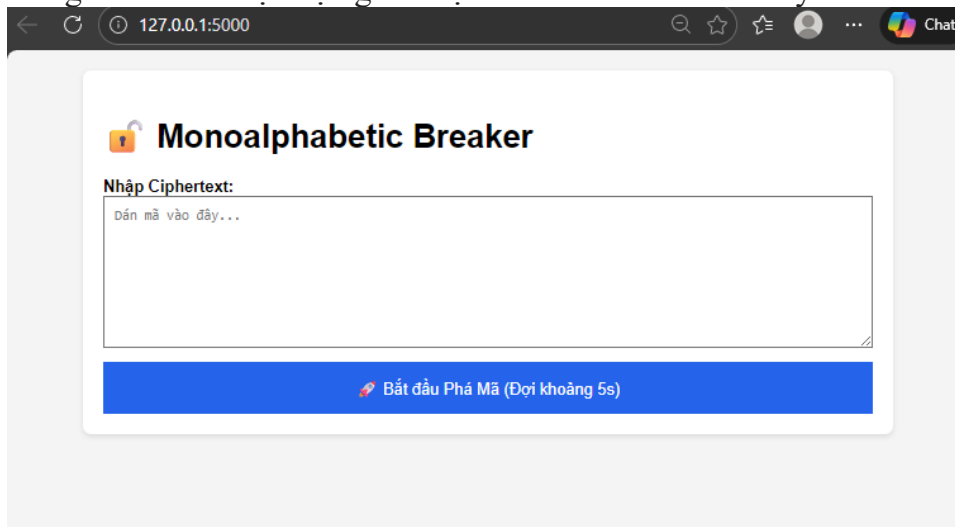 127.0.0.1:5000
Chat
Monoalphabetic Breaker
Nhập Ciphertext:
Dán mã vào đây...
🚀 Bắt đầu Phá Mã (Đợi khoảng 5s)